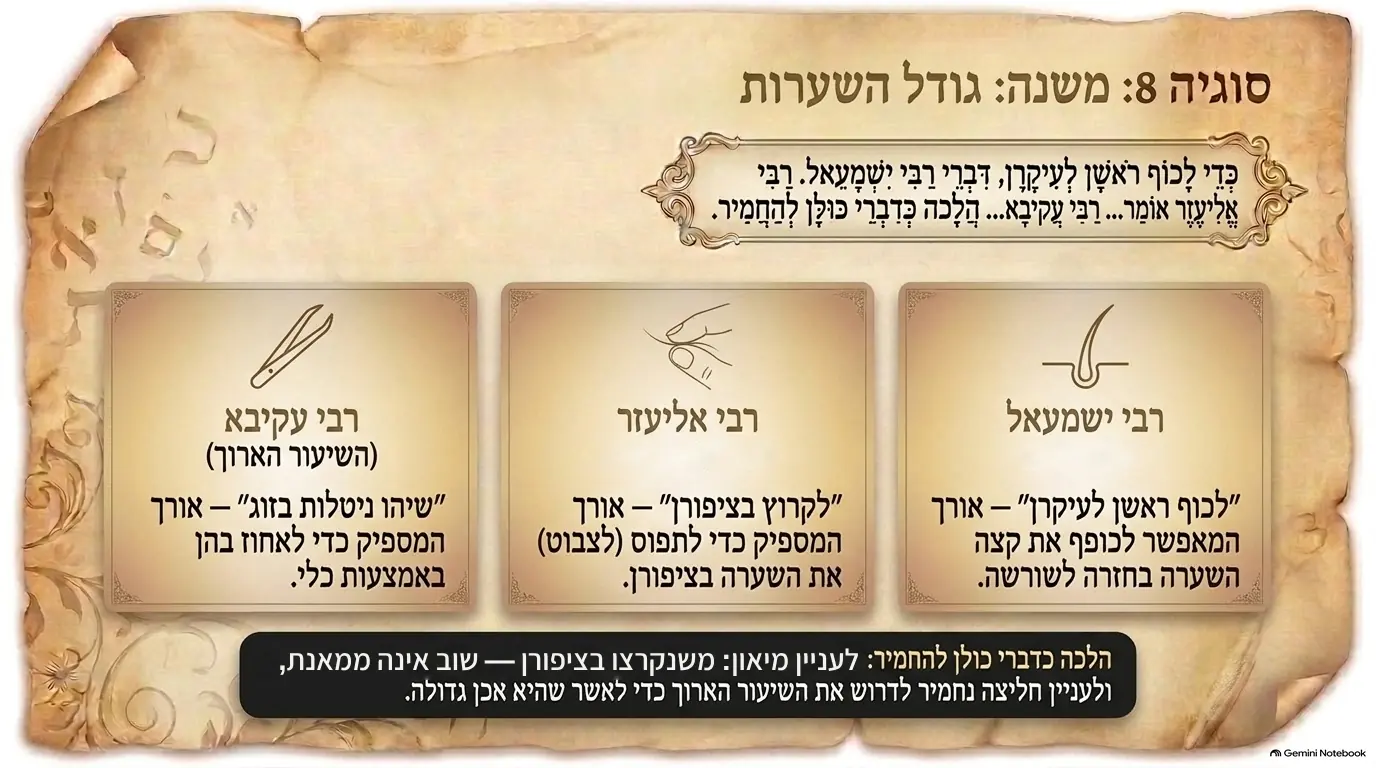 סוגיה 8: משנה: גודל השערות
כְּדֵי לָכוֹף רֹאשָׁן לְעִיקָרָן, דִּבְרֵי רַבִּי יִשְׁמָעֵאל. רַבִּי
אֱלִיעֶזֶר אוֹמַר... רַבִּי עֲקִיבָא... הֲלָכָה כְּדִבְרֵי כּוּלָּן לְהַחֲמִיר.
רבי ישמעאל
"לכוף ראשן לעיקרן" – אורך
המאפשר לכופף את קצה
השערה בחזרה לשורשה.
רבי אליעזר
"לקרוץ בציפורן" – אורך
המספיק כדי לתפוס (לצבוט)
את השערה בציפורן.
רבי עקיבא
(השיעור הארוך)
"שיהו ניטלות בזוג" – אורך
המספיק כדי לאחוז בהן
באמצעות כלי.
הלכה כדברי כולן להחמיר: לעניין מיאון: משנקרצו בציפורן — שוב אינה ממאנת,
ולעניין חליצה נחמיר לדרוש את השיעור הארוך כדי לאשר שהיא אכן גדולה.
Gemini Notebook